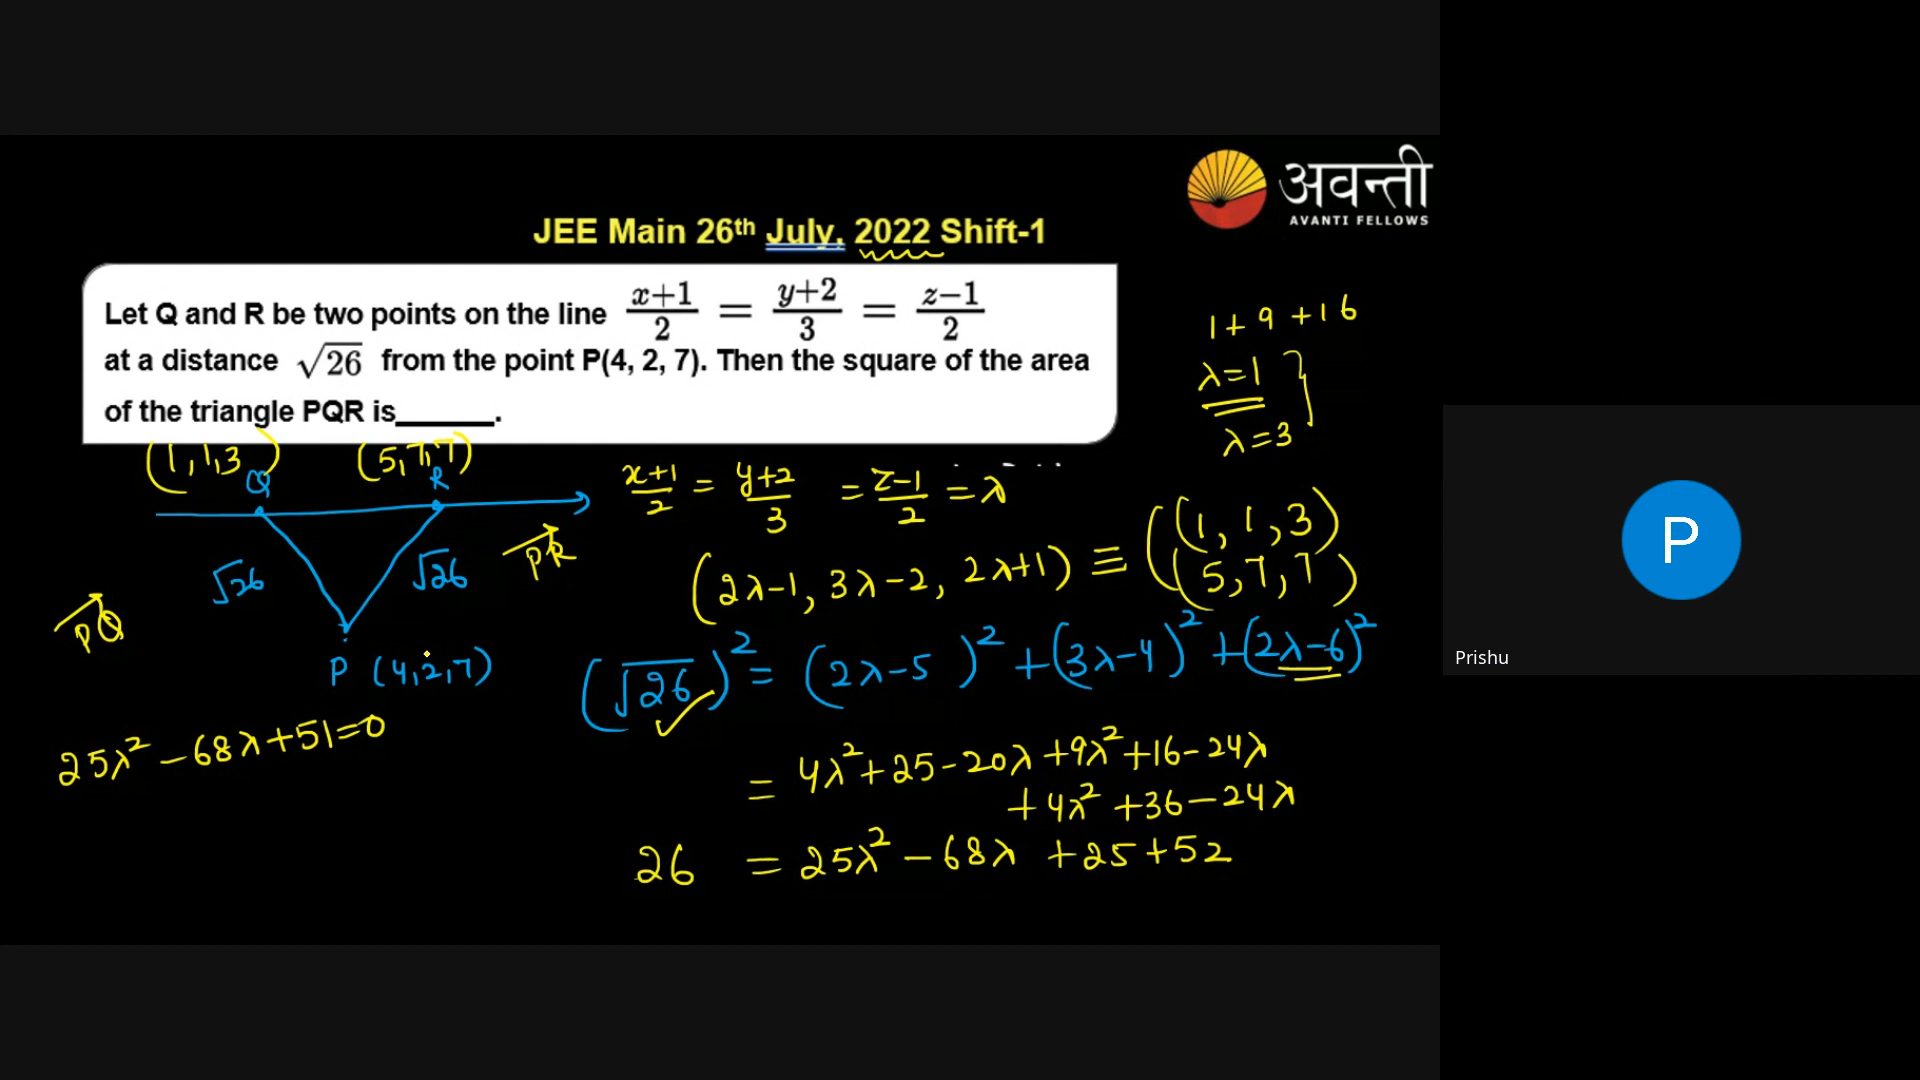 अवन्ती
AVANTI FELLOWS
JEE Main 26th July, 2022 Shift-1
Let Q and R be two points on the line x+1/2 = y+2/3 = z−1/2
at a distance √26 from the point P(4, 2, 7). Then the square of the area
of the triangle PQR is______.
1+9+16
λ=1
λ=3
(1,1,3) (5,7,7)
Q R
√26 √26
PQ PR
P (4,2,7)
x+1/2 = y+2/3 = z-1/2 = λ
(2λ-1, 3λ-2, 2λ+1) ≡ ((1,1,3)
(5,7,7)
(√26)² = (2λ-5)² + (3λ-4)² + (2λ-6)²
= 4λ²+25-20λ+9λ²+16-24λ
+4λ²+36-24λ
26 = 25λ²-68λ+25+52
25λ²-68λ+51=0
P
Prishu